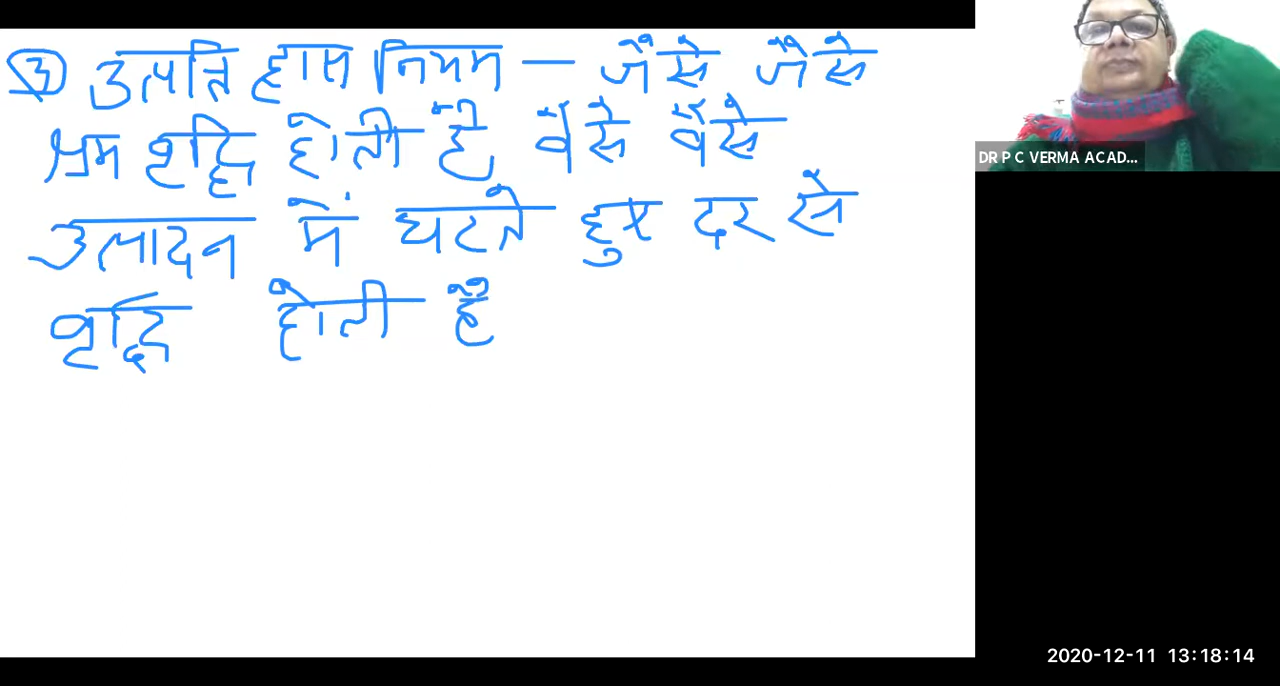 ③ उत्पत्ति ह्रास नियम — जैसे जैसे
श्रम वृद्धि होती है, वैसे वैसे
उत्पादन में घटते हुए दर से
वृद्धि होती है
DR P C VERMA ACAD...
2020-12-11 13:18:14